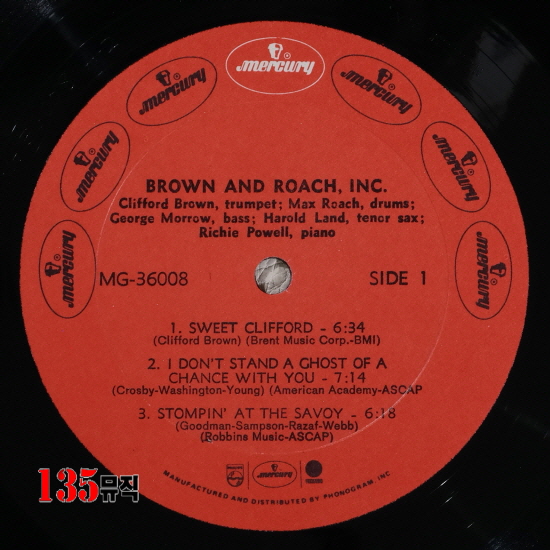 mercury
mercury
mercury
mercury
mercury
mercury
mercury
BROWN AND ROACH, INC.
Clifford Brown, trumpet; Max Roach, drums;
George Morrow, bass; Harold Land, tenor sax;
Richie Powell, piano
MG-36008 SIDE 1
1. SWEET CLIFFORD - 6:34
(Clifford Brown) (Brent Music Corp.-BMI)
2. I DON'T STAND A GHOST OF A
CHANCE WITH YOU - 7:14
(Crosby-Washington-Young) (American Academy-ASCAP
3. STOMPIN' AT THE SAVOY - 6:18
(Goodman-Sampson-Razaf-Webb)
(Robbins Music-ASCAP)
PHILIPS mercury
MANUFACTURED AND DISTRIBUTED BY PHONOGRAM, INC.
135뮤직